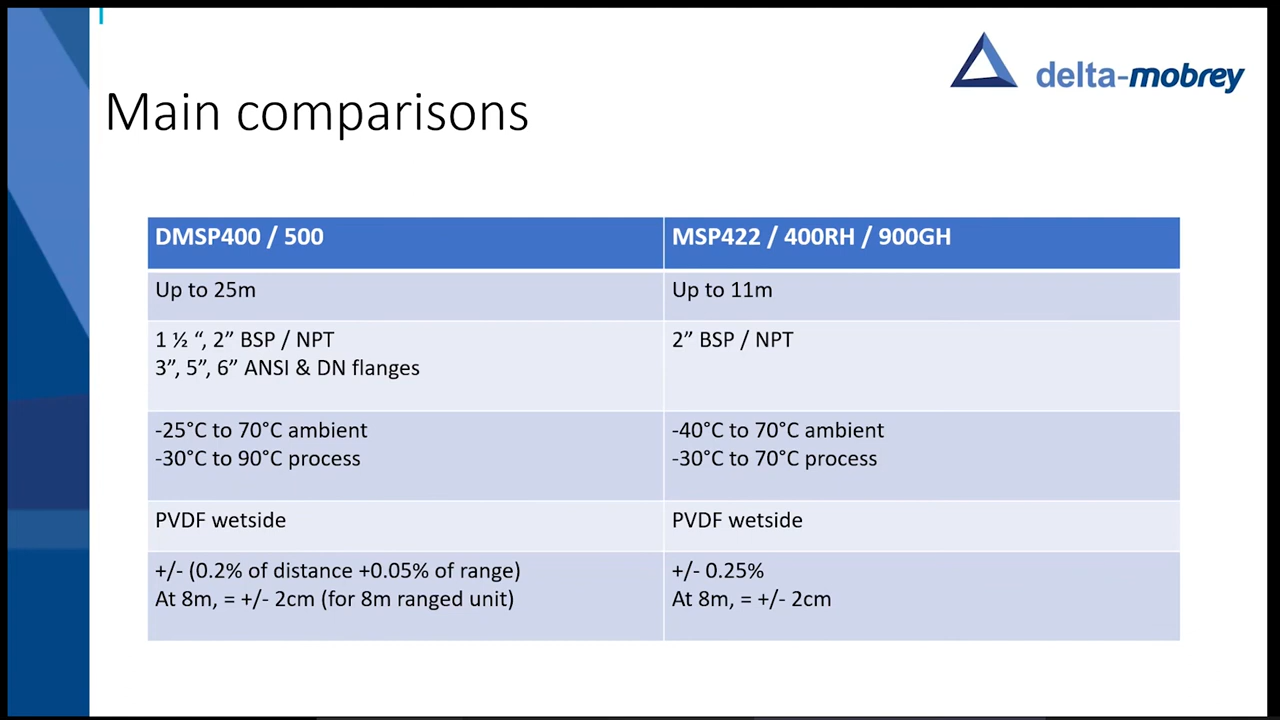 delta-mobrey
Main comparisons
DMSP400 / 500
MSP422 / 400RH / 900GH
Up to 25m
Up to 11m
1 ½ “, 2” BSP / NPT
3”, 5”, 6” ANSI & DN flanges
2” BSP / NPT
-25°C to 70°C ambient
-30°C to 90°C process
-40°C to 70°C ambient
-30°C to 70°C process
PVDF wetside
PVDF wetside
+/- (0.2% of distance +0.05% of range)
At 8m, = +/- 2cm (for 8m ranged unit)
+/- 0.25%
At 8m, = +/- 2cm